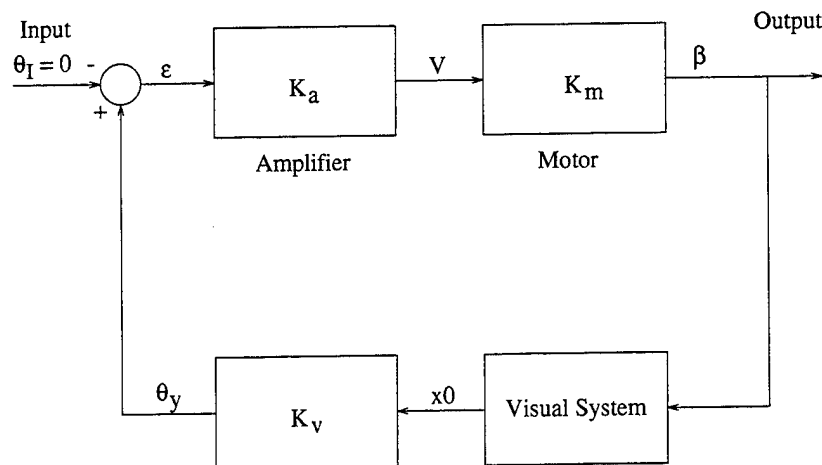 Input
θI = 0
-
+
ε
Ka
Amplifier
V
Km
Motor
β
Output
θy
Kv
x0
Visual System